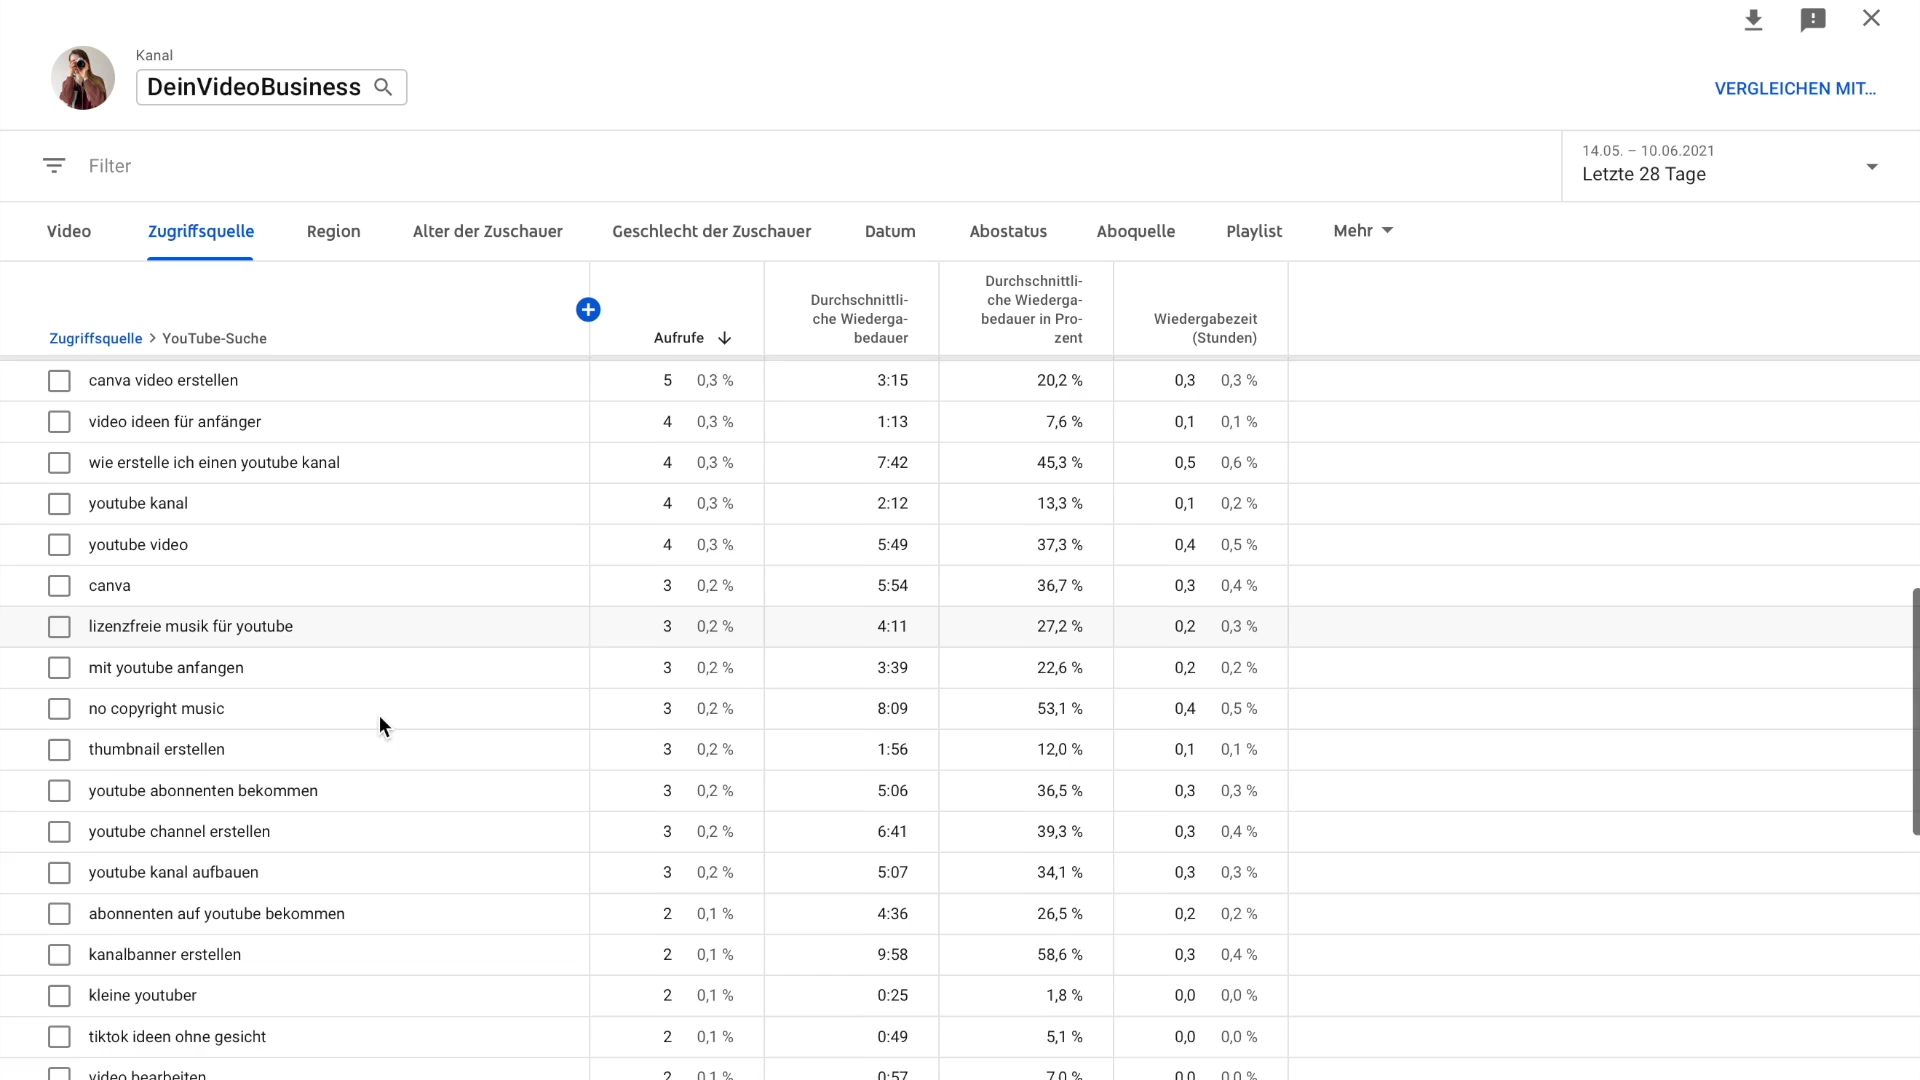 Kanal
DeinVideoBusiness
VERGLEICHEN MIT...
Filter
14.05. – 10.06.2021
Letzte 28 Tage
Video Zugriffsquelle Region Alter der Zuschauer Geschlecht der Zuschauer Datum Abostatus Aboquelle Playlist Mehr
Zugriffsquelle > YouTube-Suche
Aufrufe
Durchschnittli-
che Wiederga-
bedauer
Durchschnittli-
che Wiederga-
bedauer in Pro-
zent
Wiedergabezeit
(Stunden)
canva video erstellen 5 0,3 % 3:15 20,2 % 0,3 0,3 %
video ideen für anfänger 4 0,3 % 1:13 7,6 % 0,1 0,1 %
wie erstelle ich einen youtube kanal 4 0,3 % 7:42 45,3 % 0,5 0,6 %
youtube kanal 4 0,3 % 2:12 13,3 % 0,1 0,2 %
youtube video 4 0,3 % 5:49 37,3 % 0,4 0,5 %
canva 3 0,2 % 5:54 36,7 % 0,3 0,4 %
lizenzfreie musik für youtube 3 0,2 % 4:11 27,2 % 0,2 0,3 %
mit youtube anfangen 3 0,2 % 3:39 22,6 % 0,2 0,2 %
no copyright music 3 0,2 % 8:09 53,1 % 0,4 0,5 %
thumbnail erstellen 3 0,2 % 1:56 12,0 % 0,1 0,1 %
youtube abonnenten bekommen 3 0,2 % 5:06 36,5 % 0,3 0,3 %
youtube channel erstellen 3 0,2 % 6:41 39,3 % 0,3 0,4 %
youtube kanal aufbauen 3 0,2 % 5:07 34,1 % 0,3 0,3 %
abonnenten auf youtube bekommen 2 0,1 % 4:36 26,5 % 0,2 0,2 %
kanalbanner erstellen 2 0,1 % 9:58 58,6 % 0,3 0,4 %
kleine youtuber 2 0,1 % 0:25 1,8 % 0,0 0,0 %
tiktok ideen ohne gesicht 2 0,1 % 0:49 5,1 % 0,0 0,0 %
video bearbeiten 2 0,1 % 0:57 7,0 % 0,0 0,0 %